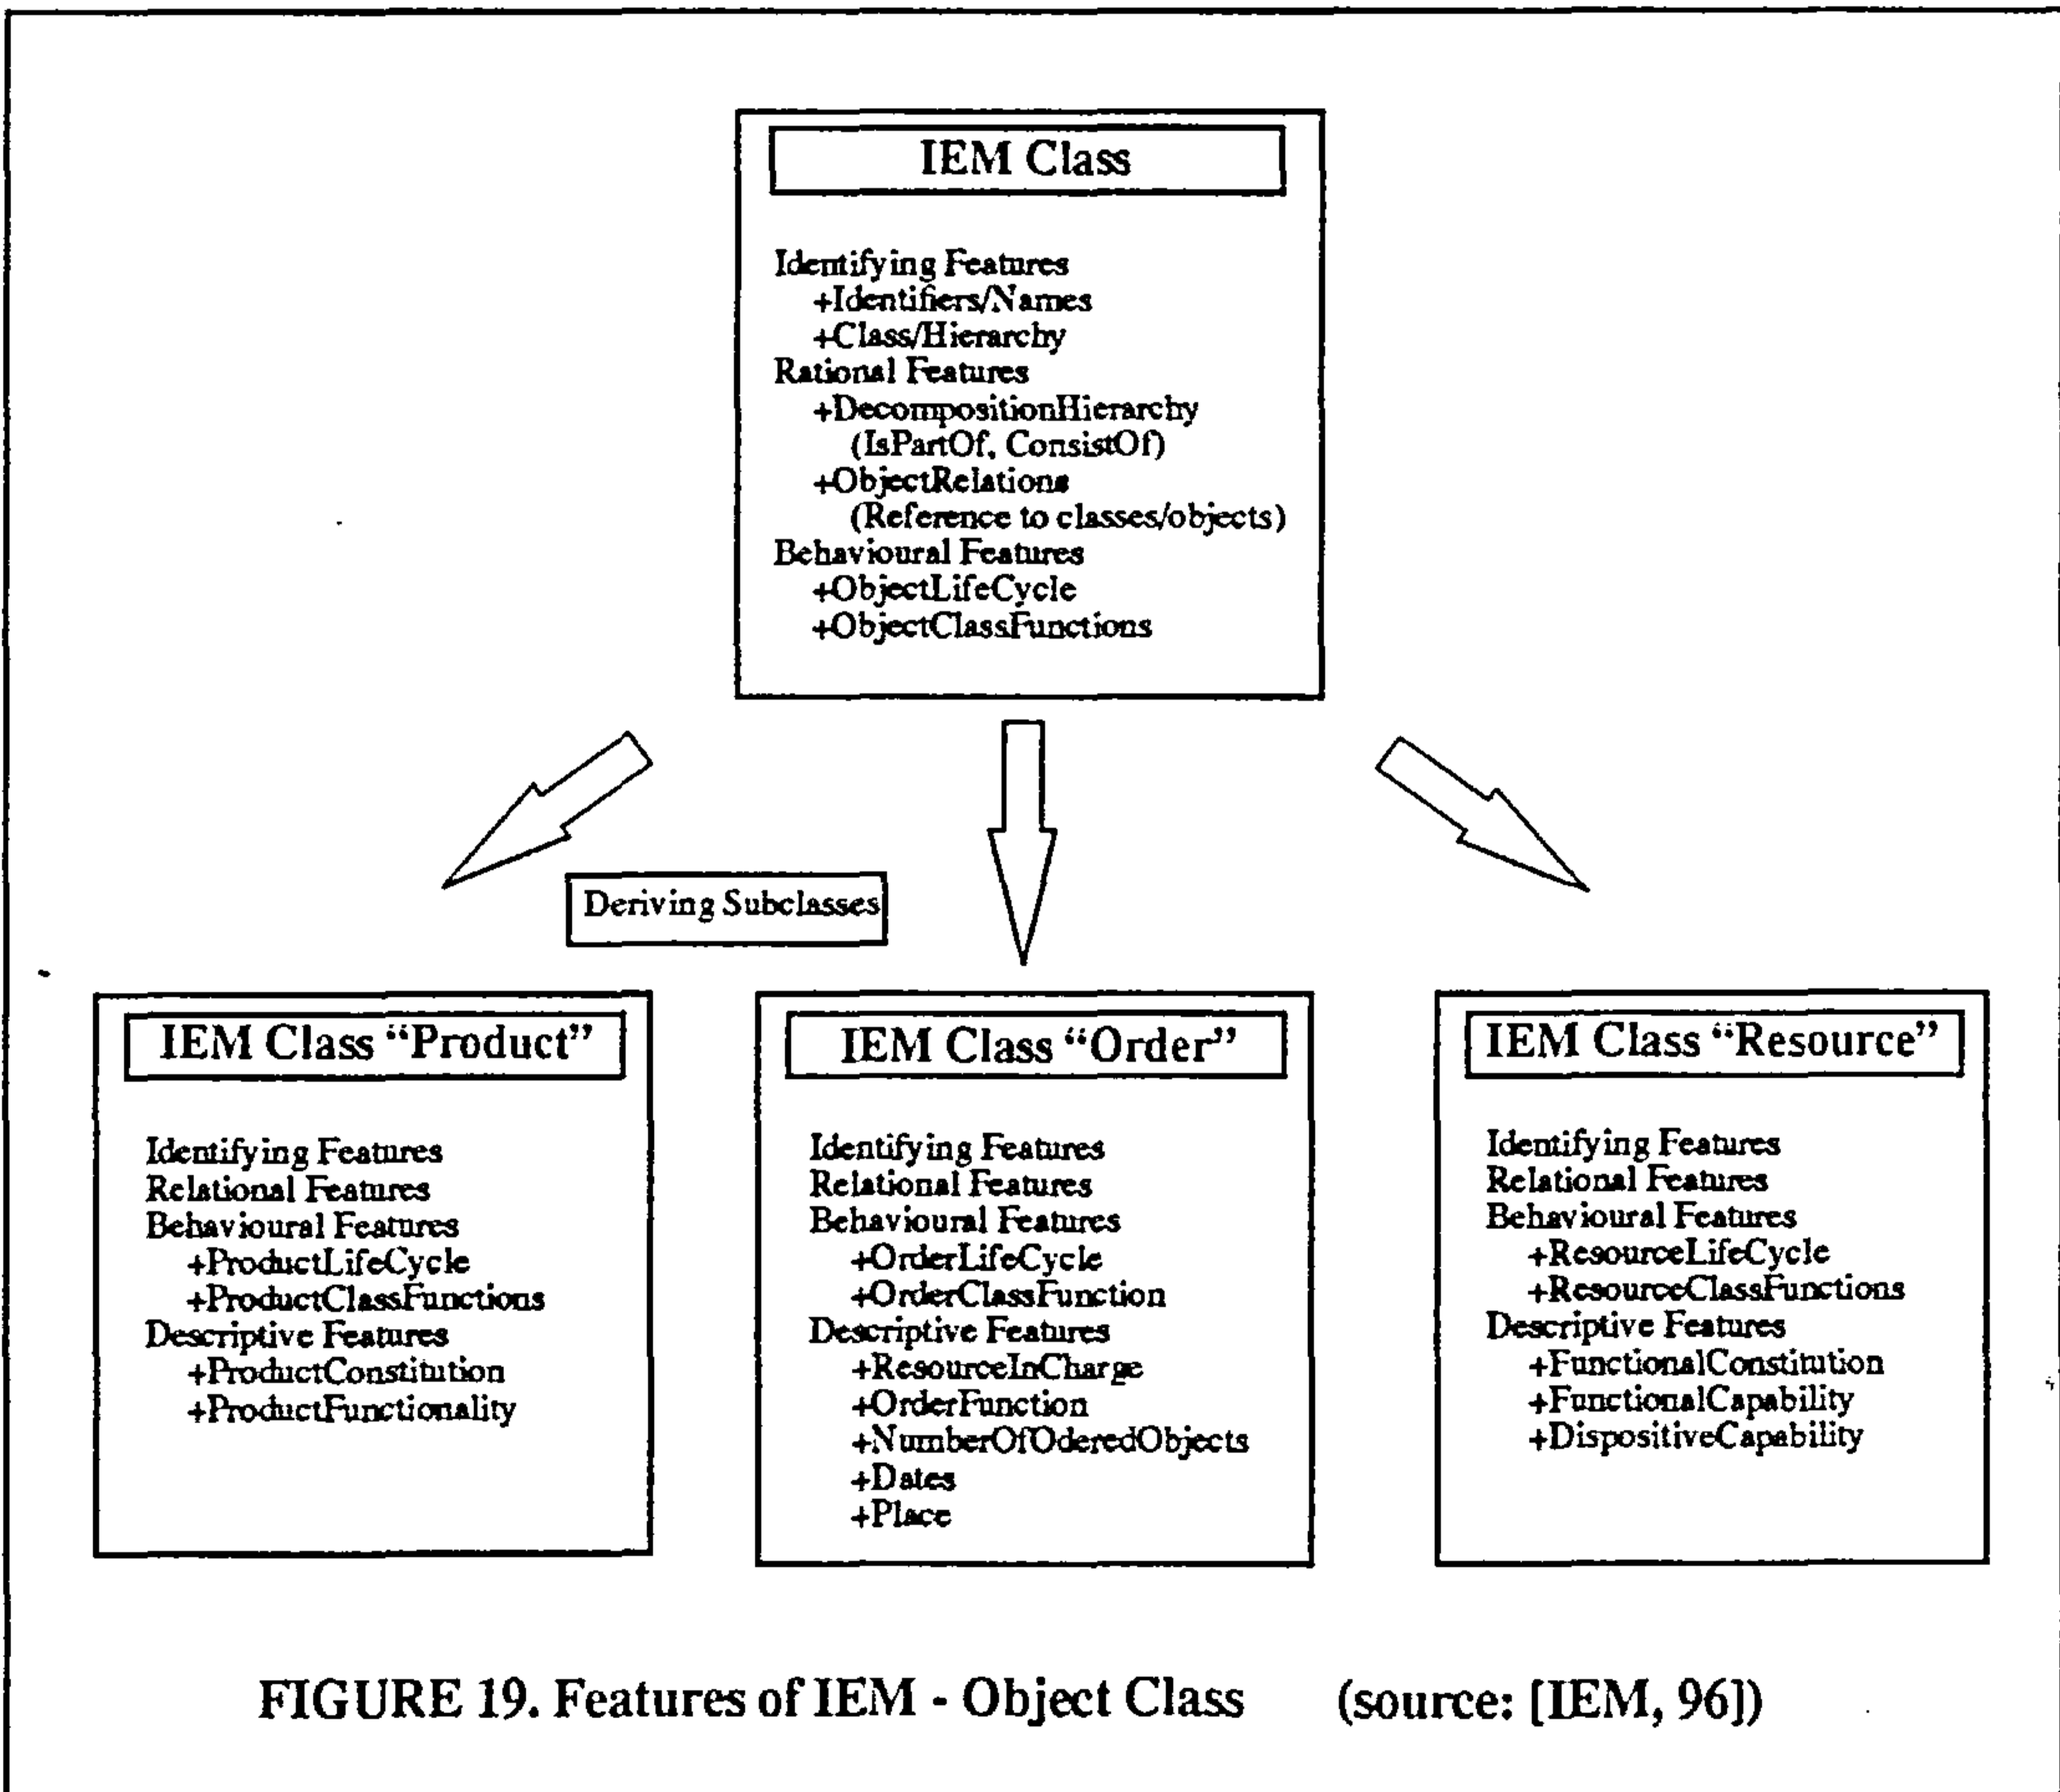 IEM Class
Identifying Features
+Identifiers/Names
+Class/Hierarchy
Rational Features
+DecompositionHierarchy
(IsPartOf, ConsistOf)
+ObjectRelations
(Reference to classes/objects)
Behavioural Features
+ObjectLifeCycle
+ObjectClassFunctions
Deriving Subclasses
IEM Class “Product”
Identifying Features
Relational Features
Behavioural Features
+ProductLifeCycle
+ProductClassFunctions
Descriptive Features
+ProductConstitution
+ProductFunctionality
IEM Class “Order”
Identifying Features
Relational Features
Behavioural Features
+OrderLifeCycle
+OrderClassFunction
Descriptive Features
+ResourceInCharge
+OrderFunction
+NumberOfOderedObjects
+Dates
+Place
IEM Class “Resource”
Identifying Features
Relational Features
Behavioural Features
+ResourceLifeCycle
+ResourceClassFunctions
Descriptive Features
+FunctionalConstitution
+FunctionalCapability
+DispositiveCapability
FIGURE 19. Features of IEM - Object Class (source: [IEM, 96])